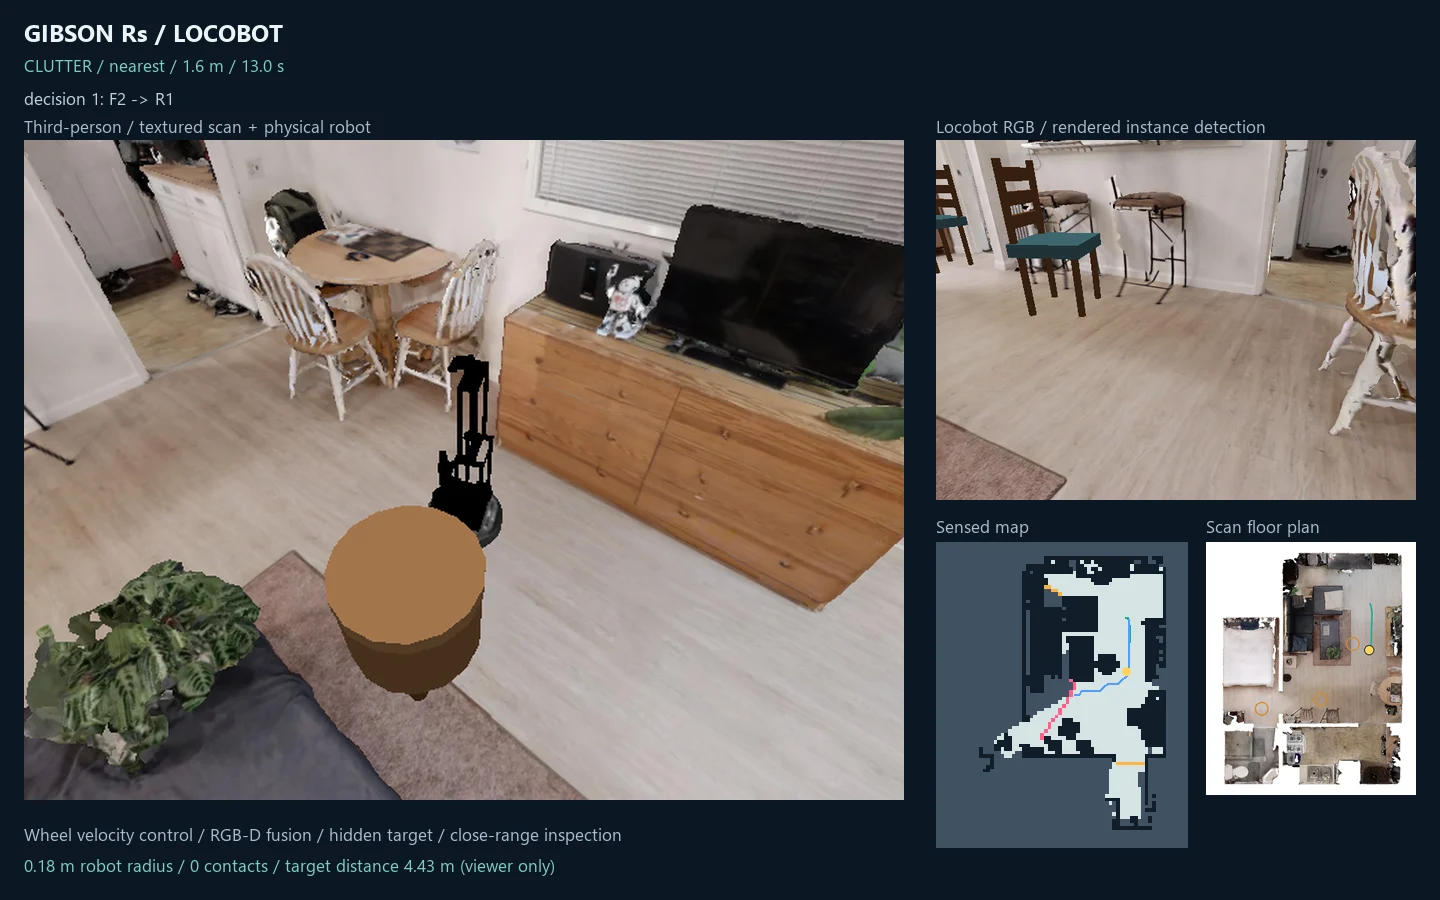 GIBSON Rs / LOCOBOT
CLUTTER / nearest / 1.6 m / 13.0 s
decision 1: F2 -> R1
Third-person / textured scan + physical robot
Locobot RGB / rendered instance detection
Sensed map
Scan floor plan
Wheel velocity control / RGB-D fusion / hidden target / close-range inspection
0.18 m robot radius / 0 contacts / target distance 4.43 m (viewer only)